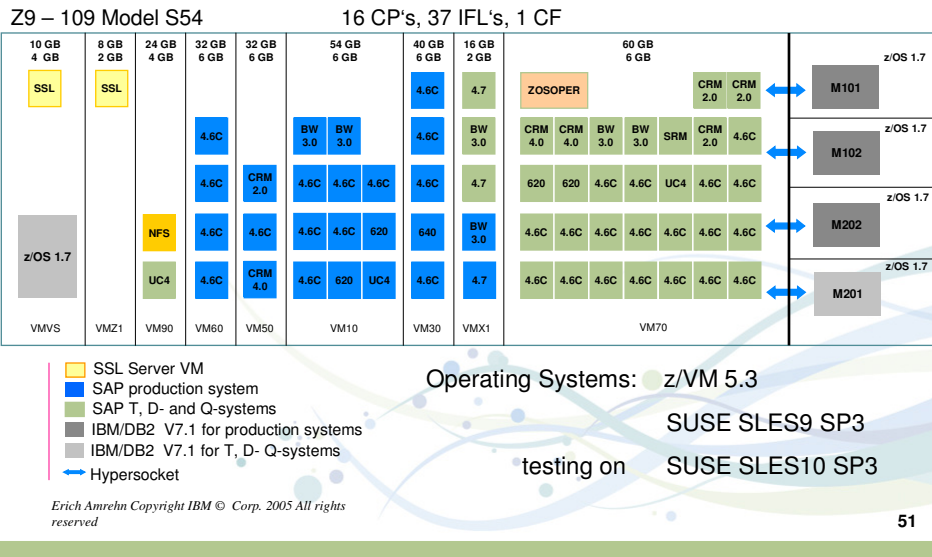 Z9 – 109 Model S54 16 CP's, 37 IFL's, 1 CF
10 GB 8 GB 24 GB 32 GB 32 GB 54 GB 40 GB 16 GB 60 GB
4 GB 2 GB 4 GB 6 GB 6 GB 6 GB 6 GB 2 GB 6 GB
z/OS 1.7
SSL SSL 4.6C 4.7 ZOSOPER CRM 2.0 CRM 2.0 M101
z/OS 1.7
4.6C BW 3.0 BW 3.0 4.6C BW 3.0 CRM 4.0 CRM 4.0 BW 3.0 BW 3.0 SRM CRM 2.0 4.6C M102
4.6C CRM 2.0 4.6C 4.6C 4.6C 4.6C 4.7 620 620 4.6C 4.6C UC4 4.6C 4.6C
z/OS 1.7
NFS 4.6C 4.6C 4.6C 4.6C 620 640 BW 3.0 4.6C 4.6C 4.6C 4.6C 4.6C 4.6C 4.6C M202
z/OS 1.7
z/OS 1.7
UC4 4.6C CRM 4.0 4.6C 620 UC4 4.6C 4.7 4.6C 4.6C 4.6C 4.6C 4.6C 4.6C 4.6C M201
VMVS VMZ1 VM90 VM60 VM50 VM10 VM30 VMX1 VM70
SSL Server VM
SAP production system
SAP T, D- and Q-systems
IBM/DB2 V7.1 for production systems
IBM/DB2 V7.1 for T, D- Q-systems
Hypersocket
Operating Systems: z/VM 5.3
SUSE SLES9 SP3
testing on SUSE SLES10 SP3
Erich Amrehn Copyright IBM © Corp. 2005 All rights
reserved
51